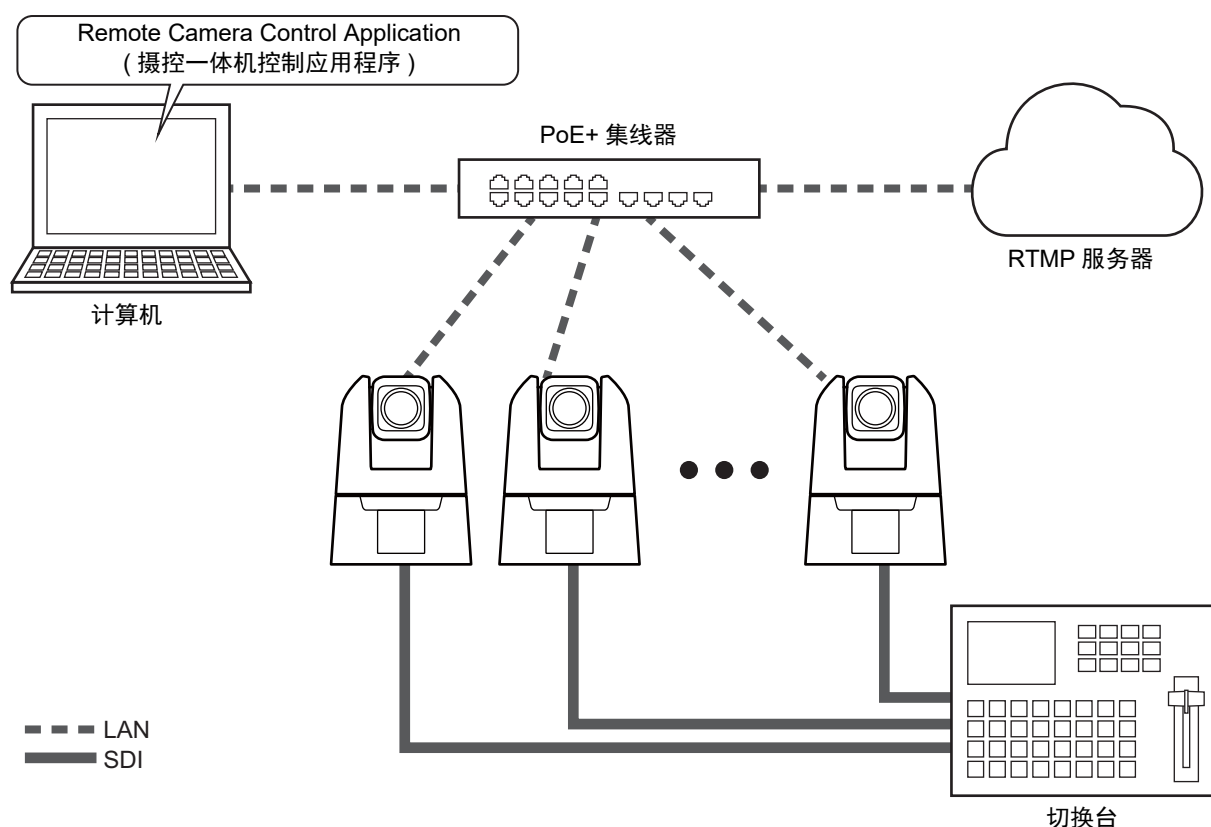 Remote Camera Control Application
( 摄控一体机控制应用程序 )
PoE+ 集线器
RTMP 服务器
计算机
LAN
SDI
切换台